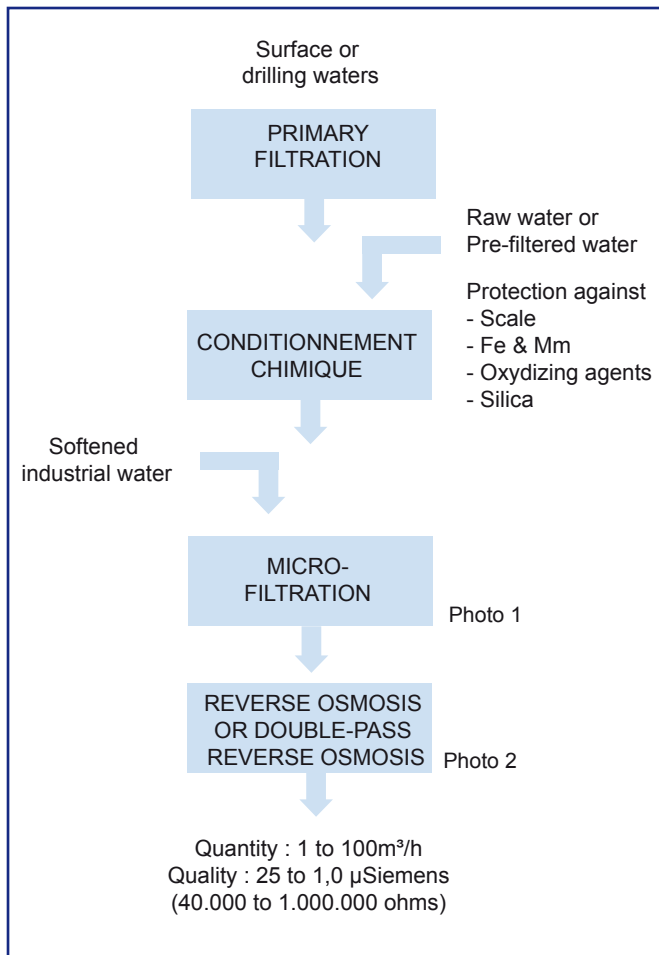 Surface or
drilling waters
PRIMARY
FILTRATION
Raw water or
Pre-filtered water
Protection against
- Scale
- Fe & Mm
- Oxydizing agents
- Silica
CONDITIONNEMENT
CHIMIQUE
Softened
industrial water
MICRO-
FILTRATION
Photo 1
REVERSE OSMOSIS
OR DOUBLE-PASS
REVERSE OSMOSIS
Photo 2
Quantity : 1 to 100m³/h
Quality : 25 to 1,0 µSiemens
(40.000 to 1.000.000 ohms)